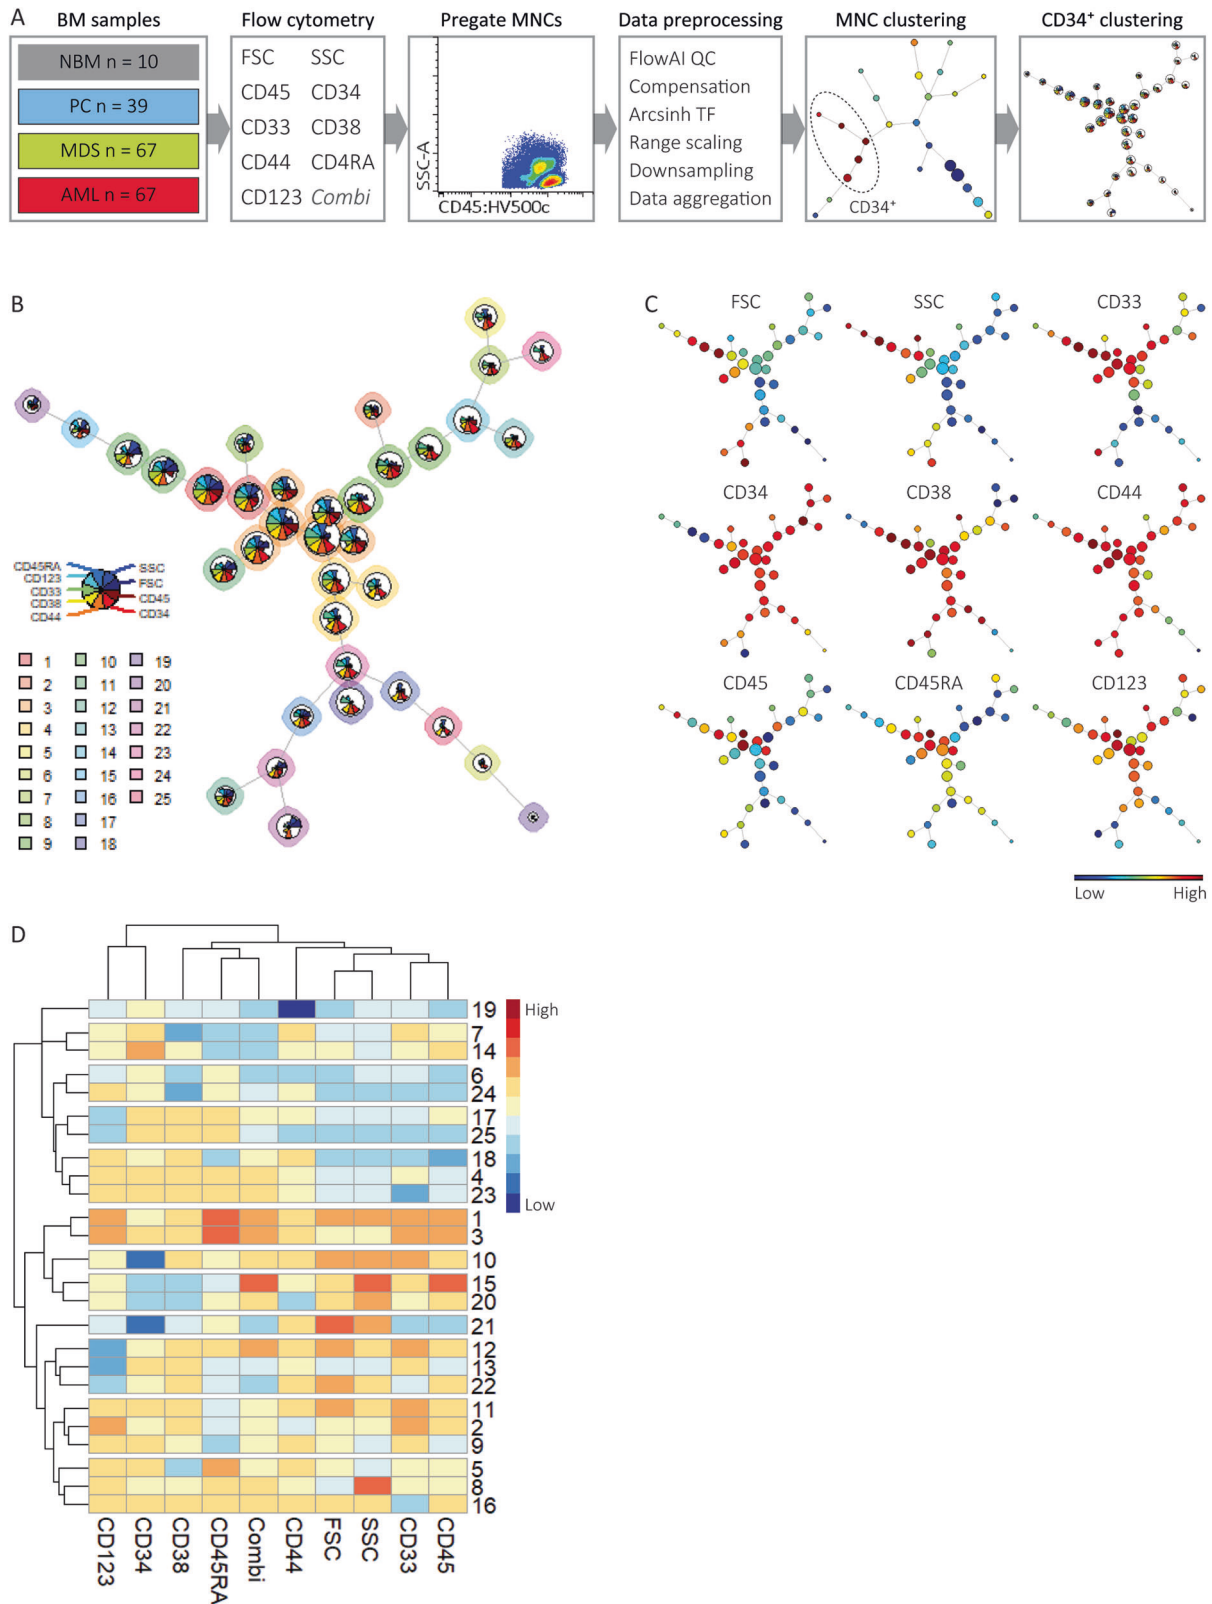 A
BM samples
Flow cytometry
Pregate MNCs
Data preprocessing
MNC clustering
CD34+ clustering
NBM n = 10
PC n = 39
MDS n = 67
AML n = 67
FSC SSC
CD45 CD34
CD33 CD38
CD44 CD4RA
CD123 Combi
SSC-A
CD45:HV500c
FlowAI QC
Compensation
Arcsinh TF
Range scaling
Downsampling
Data aggregation
CD34+
B
CD45RA
CD123
CD33
CD38
CD44
SSC
FSC
CD45
CD34
1 10 19
2 11 20
3 12 21
4 13 22
5 14 23
6 15 24
7 16 25
8 17
9 18
C
FSC SSC CD33
CD34 CD38 CD44
CD45 CD45RA CD123
Low High
D
19
7
14
6
24
17
25
18
4
23
1
3
10
15
20
21
12
13
22
11
2
9
5
8
16
High
Low
CD123
CD34
CD38
CD45RA
Combi
CD44
FSC
SSC
CD33
CD45